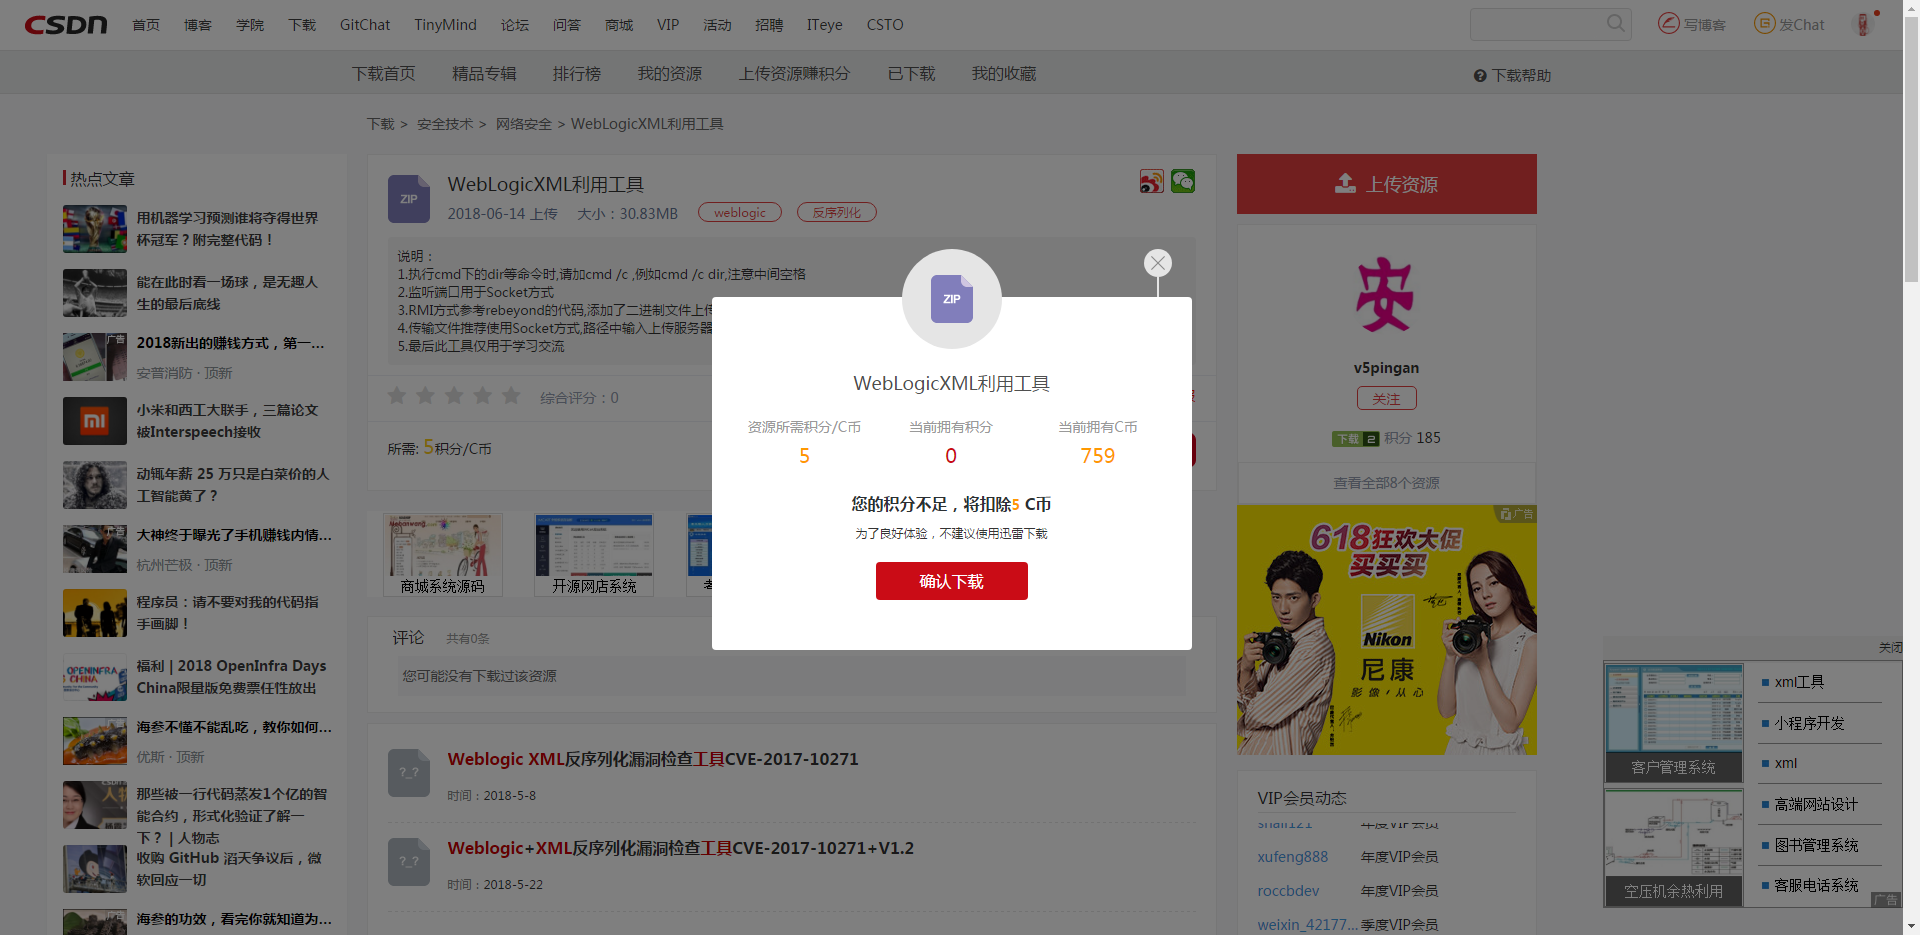 CSDN 首页 博客 学院 下载 GitChat TinyMind 论坛 问答 商城 VIP 活动 招聘 ITeye CSTO 写博客 发Chat
下载首页 精品专辑 排行榜 我的资源 上传资源赚积分 已下载 我的收藏 下载帮助
下载 > 安全技术 > 网络安全 > WebLogicXML利用工具
热点文章
用机器学习预测谁将夺得世界
杯冠军？附完整代码！
能在此时看一场球，是无趣人
生的最后底线
广告
2018新出的赚钱方式，第一...
安普消防 · 顶新
小米和西工大联手，三篇论文
被Interspeech接收
动辄年薪 25 万只是白菜价的人
工智能黄了？
广告
大神终于曝光了手机赚钱内情...
杭州芒极 · 顶新
程序员：请不要对我的代码指
手画脚！
福利 | 2018 OpenInfra Days
China限量版免费票任性放出
海参不懂不能乱吃，教你如何...
优斯 · 顶新
那些被一行代码蒸发1个亿的智
能合约，形式化验证了解一
下？ | 人物志
收购 GitHub 滔天争议后，微
软回应一切
海参的功效，看完你就知道为...
ZIP
WebLogicXML利用工具
2018-06-14 上传 大小：30.83MB weblogic 反序列化
说明：
1.执行cmd下的dir等命令时,请加cmd /c ,例如cmd /c dir,注意中间空格
2.监听端口用于Socket方式
3.RMI方式参考rebeyond的代码,添加了二进制文件上传
4.传输文件推荐使用Socket方式,路径中输入上传服务器
5.最后此工具仅用于学习交流
综合评分：0
所需: 5积分/C币
商城系统源码 开源网店系统
评论 共有0条
您可能没有下载过该资源
?_?
Weblogic XML反序列化漏洞检查工具CVE-2017-10271
时间：2018-5-8
?_?
Weblogic+XML反序列化漏洞检查工具CVE-2017-10271+V1.2
时间：2018-5-22
ZIP
WebLogicXML利用工具
资源所需积分/C币 当前拥有积分 当前拥有C币
5 0 759
您的积分不足，将扣除5 C币
为了良好体验，不建议使用迅雷下载
确认下载
上传资源
安
v5pingan
关注
下载 2 积分 185
查看全部8个资源
广告
618狂欢大促
买买买
Nikon
尼康
影像·从心
VIP会员动态
shali121 年度VIP会员
xufeng888 年度VIP会员
roccbdev 年度VIP会员
weixin_42177... 季度VIP会员
关闭
客户管理系统
空压机余热利用
xml工具
小程序开发
xml
高端网站设计
图书管理系统
客服电话系统
广告